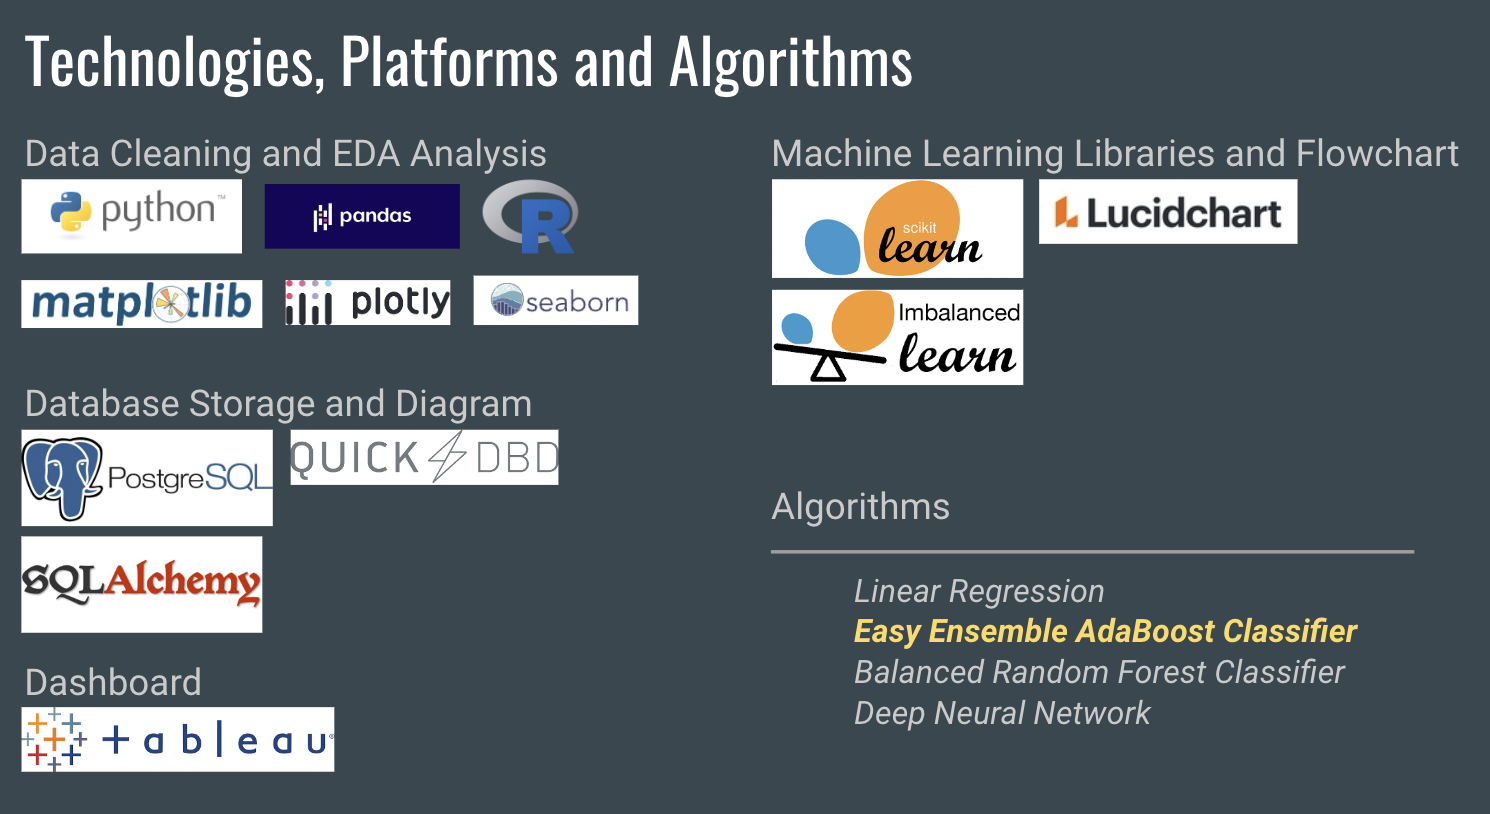 Technologies, Platforms and Algorithms
Data Cleaning and EDA Analysis
python™
pandas
R
matplotlib
plotly
seaborn
Database Storage and Diagram
PostgreSQL
QUICK DBD
SQLAlchemy
Dashboard
+ableau®
Machine Learning Libraries and Flowchart
scikit
learn
Lucidchart
Imbalanced
learn
Algorithms
Linear Regression
Easy Ensemble AdaBoost Classifier
Balanced Random Forest Classifier
Deep Neural Network